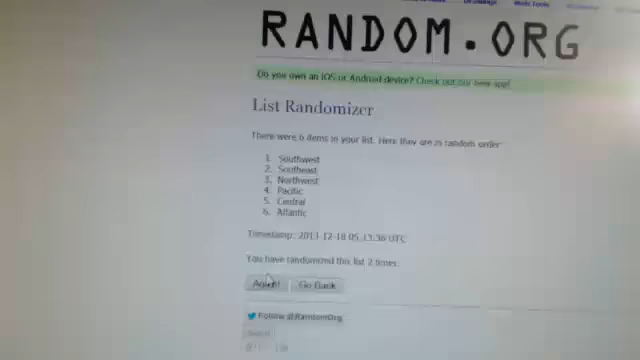 Web Tools
RANDOM.ORG
Do you own an iOS or Android device? Check out our new app!
List Randomizer
There were 6 items in your list. Here they are in random order:
1. Southwest
2. Southeast
3. Northwest
4. Pacific
5. Central
6. Atlantic
Timestamp: 2013-12-18 05:13:36 UTC
You have randomized this list 2 times.
Again! Go Back
Follow @RandomOrg